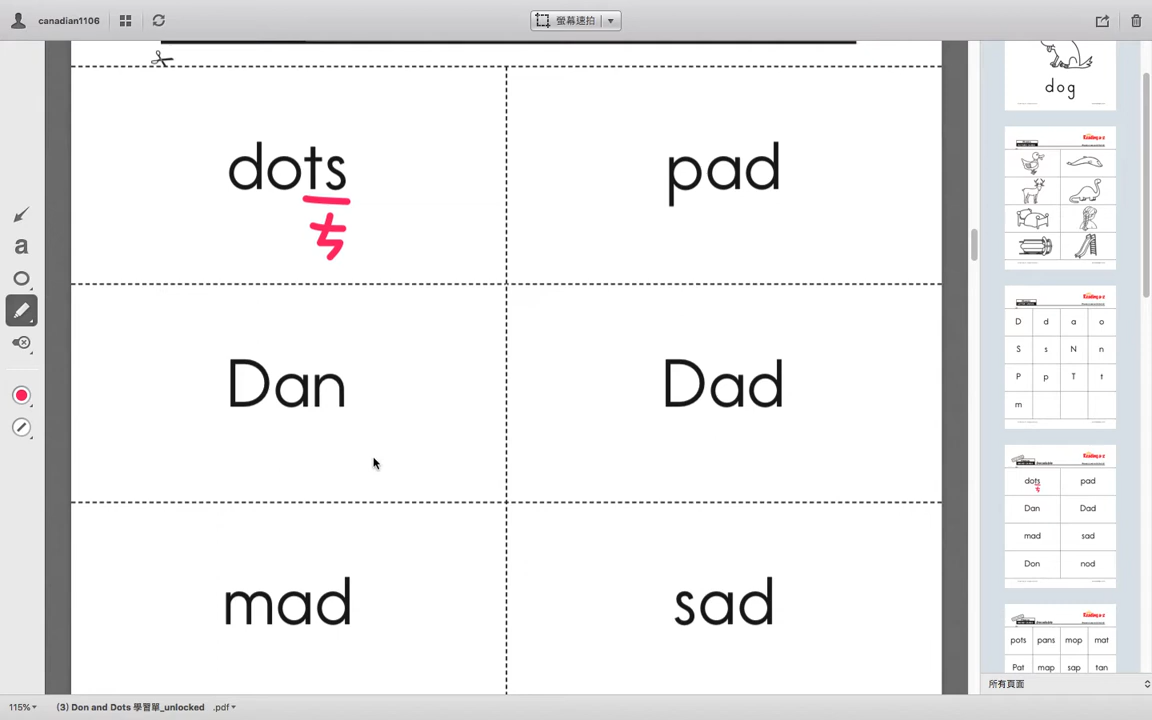 canadian1106
螢幕速拍
dots
pad
ㄘ
Dan
Dad
mad
sad
dog
D d a o
S s N n
P p T t
m
dots pad
ㄘ
Dan Dad
mad sad
Don nod
pots pans mop mat
Pat map sap tan
所有頁面
a
115% (3) Don and Dots 學習單_unlocked .pdf